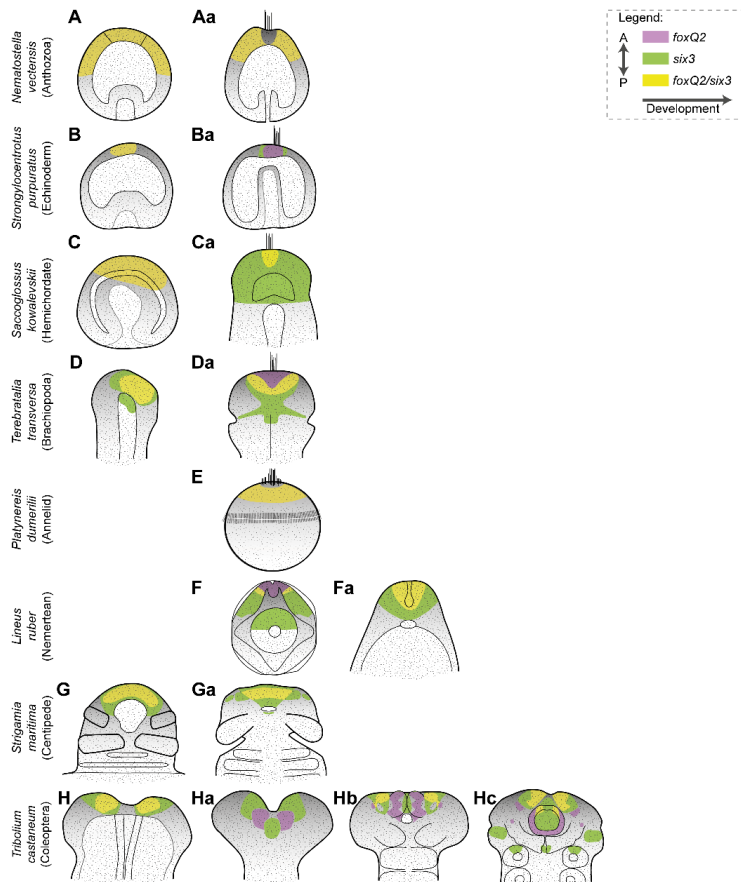 A
Aa
Nematostella
vectensis
(Anthozoa)
Legend:
A
P
foxQ2
six3
foxQ2/six3
Development
B
Ba
Strongylocentrotus
purpuratus
(Echinoderm)
C
Ca
Saccoglossus
kowalevskii
(Hemichordate)
D
Da
Terebratalia
transversa
(Brachiopoda)
E
Platynereis
dumerilii
(Annelid)
F
Fa
Lineus
ruber
(Nemertean)
G
Ga
Strigamia
maritima
(Centipede)
H
Ha
Hb
Hc
Tribolium
castaneum
(Coleoptera)